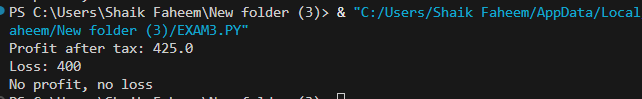 PS C:\Users\Shaik Faheem\New folder (3)> & "C:/Users/Shaik Faheem/AppData/Local
aheem/New folder (3)/EXAM3.PY"
Profit after tax: 425.0
Loss: 400
No profit, no loss
PS C:\Users\Shaik Faheem\New folder (3)>